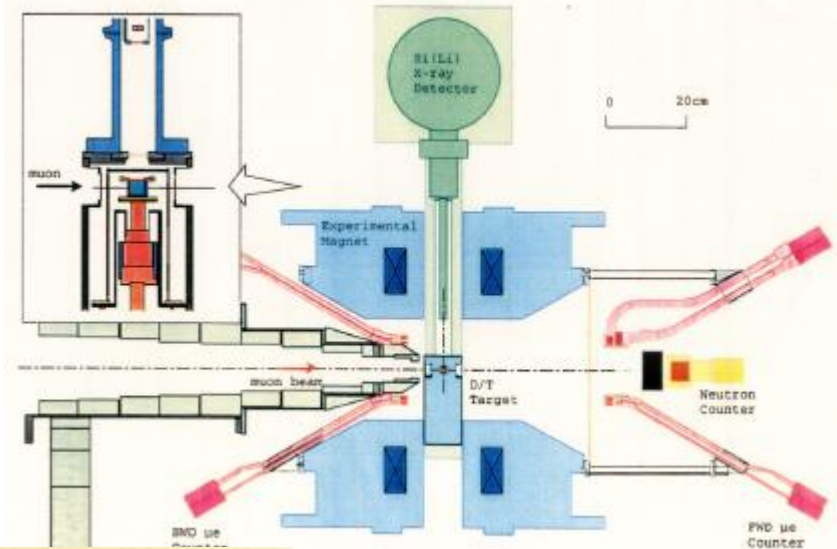 Si(Li)
X-ray
Detector
0 20cm
muon
Experimental
Magnet
muon beam
D/T
Target
Neutron
Counter
BWD μe
Counter
FWD μe
Counter